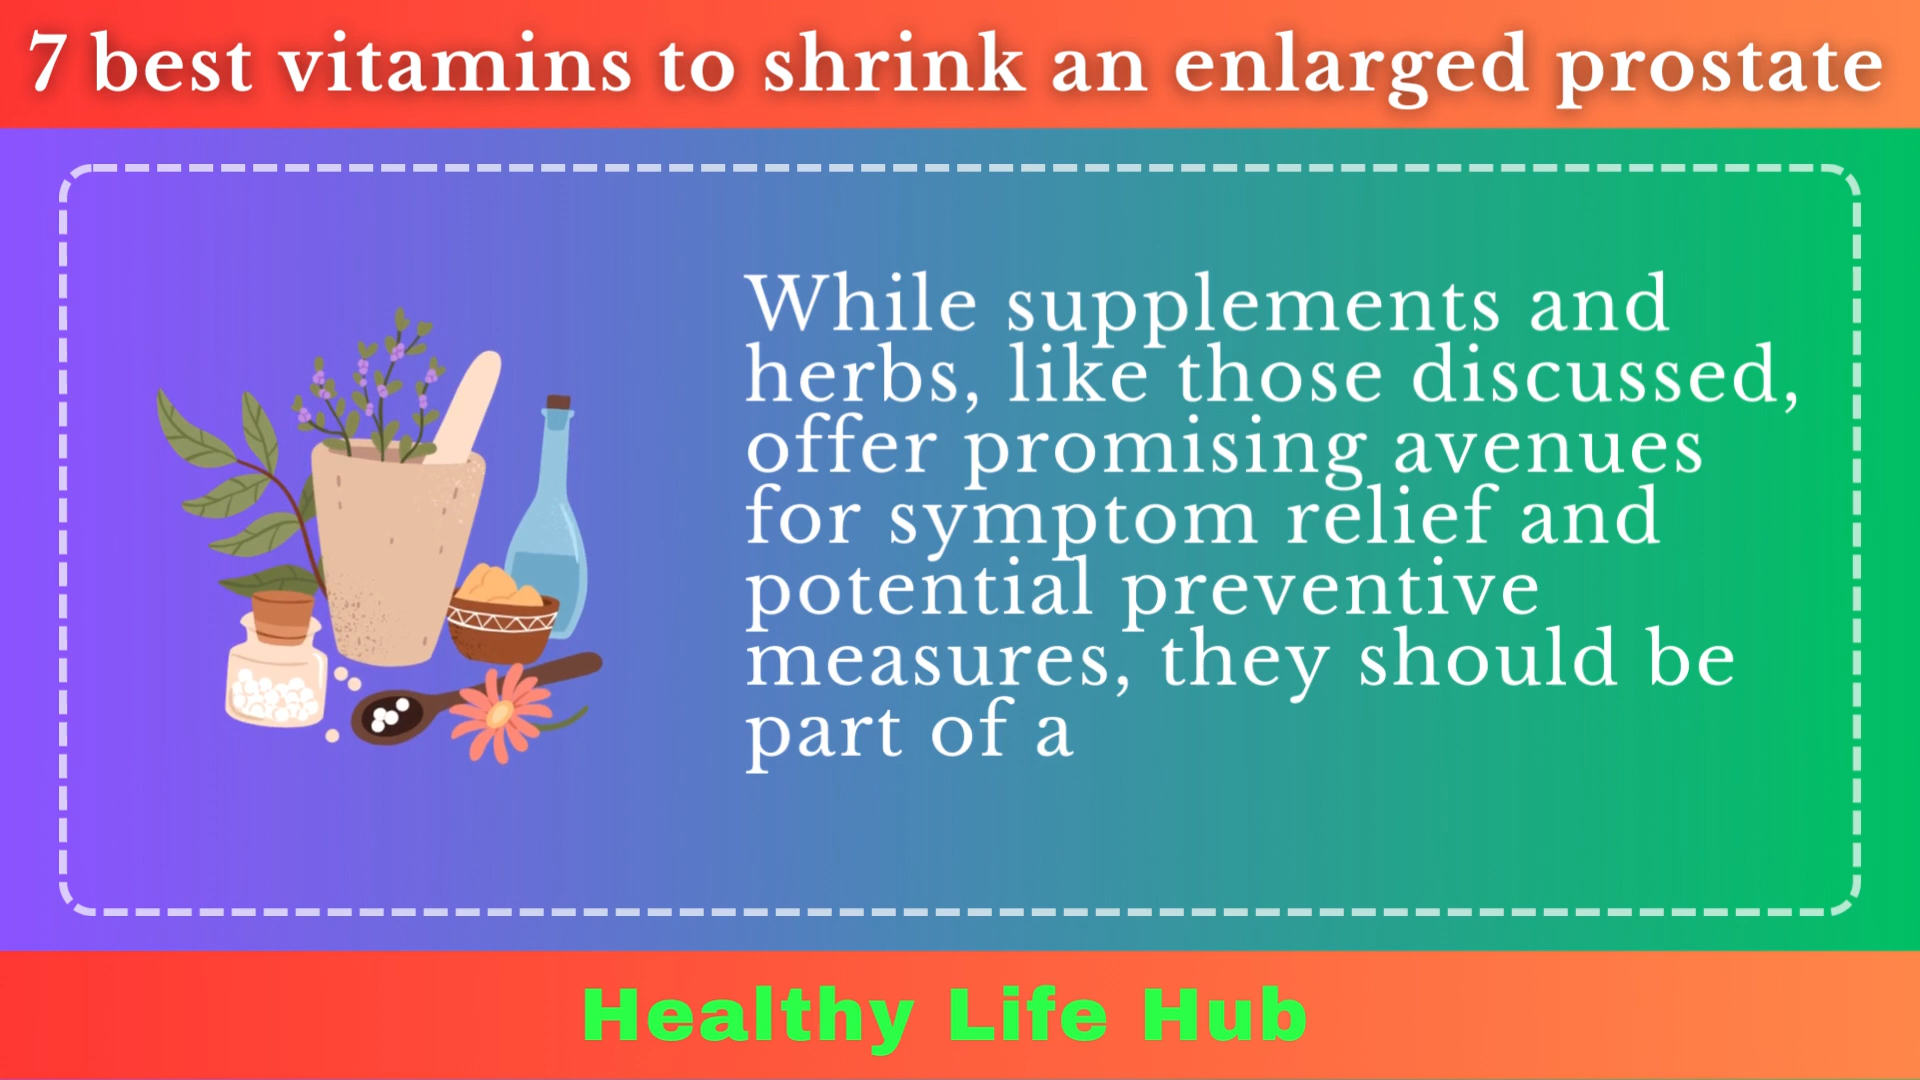 7 best vitamins to shrink an enlarged prostate
While supplements and
herbs, like those discussed,
offer promising avenues
for symptom relief and
potential preventive
measures, they should be
part of a
Healthy Life Hub